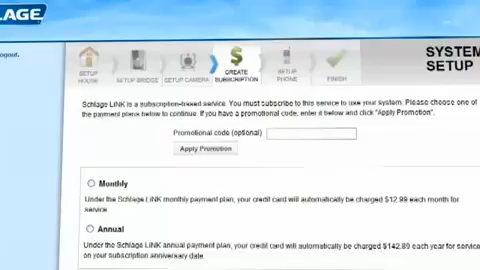 LAGE
logout.
SETUP HOUSE
SETUP BRIDGE
SETUP CAMERA
CREATE SUBSCRIPTION
SETUP PHONE
FINISH
SYSTEM
SETUP
Schlage LiNK is a subscription-based service. You must subscribe to this service to use your system. Please choose one of
the payment plans below to continue. If you have a promotional code, enter it below and click "Apply Promotion".
Promotional code (optional)
Apply Promotion
Monthly
Under the Schlage LiNK monthly payment plan, your credit card will automatically be charged $12.99 each month for
service
Annual
Under the Schlage LiNK annual payment plan, your credit card will automatically be charged $142.89 each year for service
on your subscription anniversary date